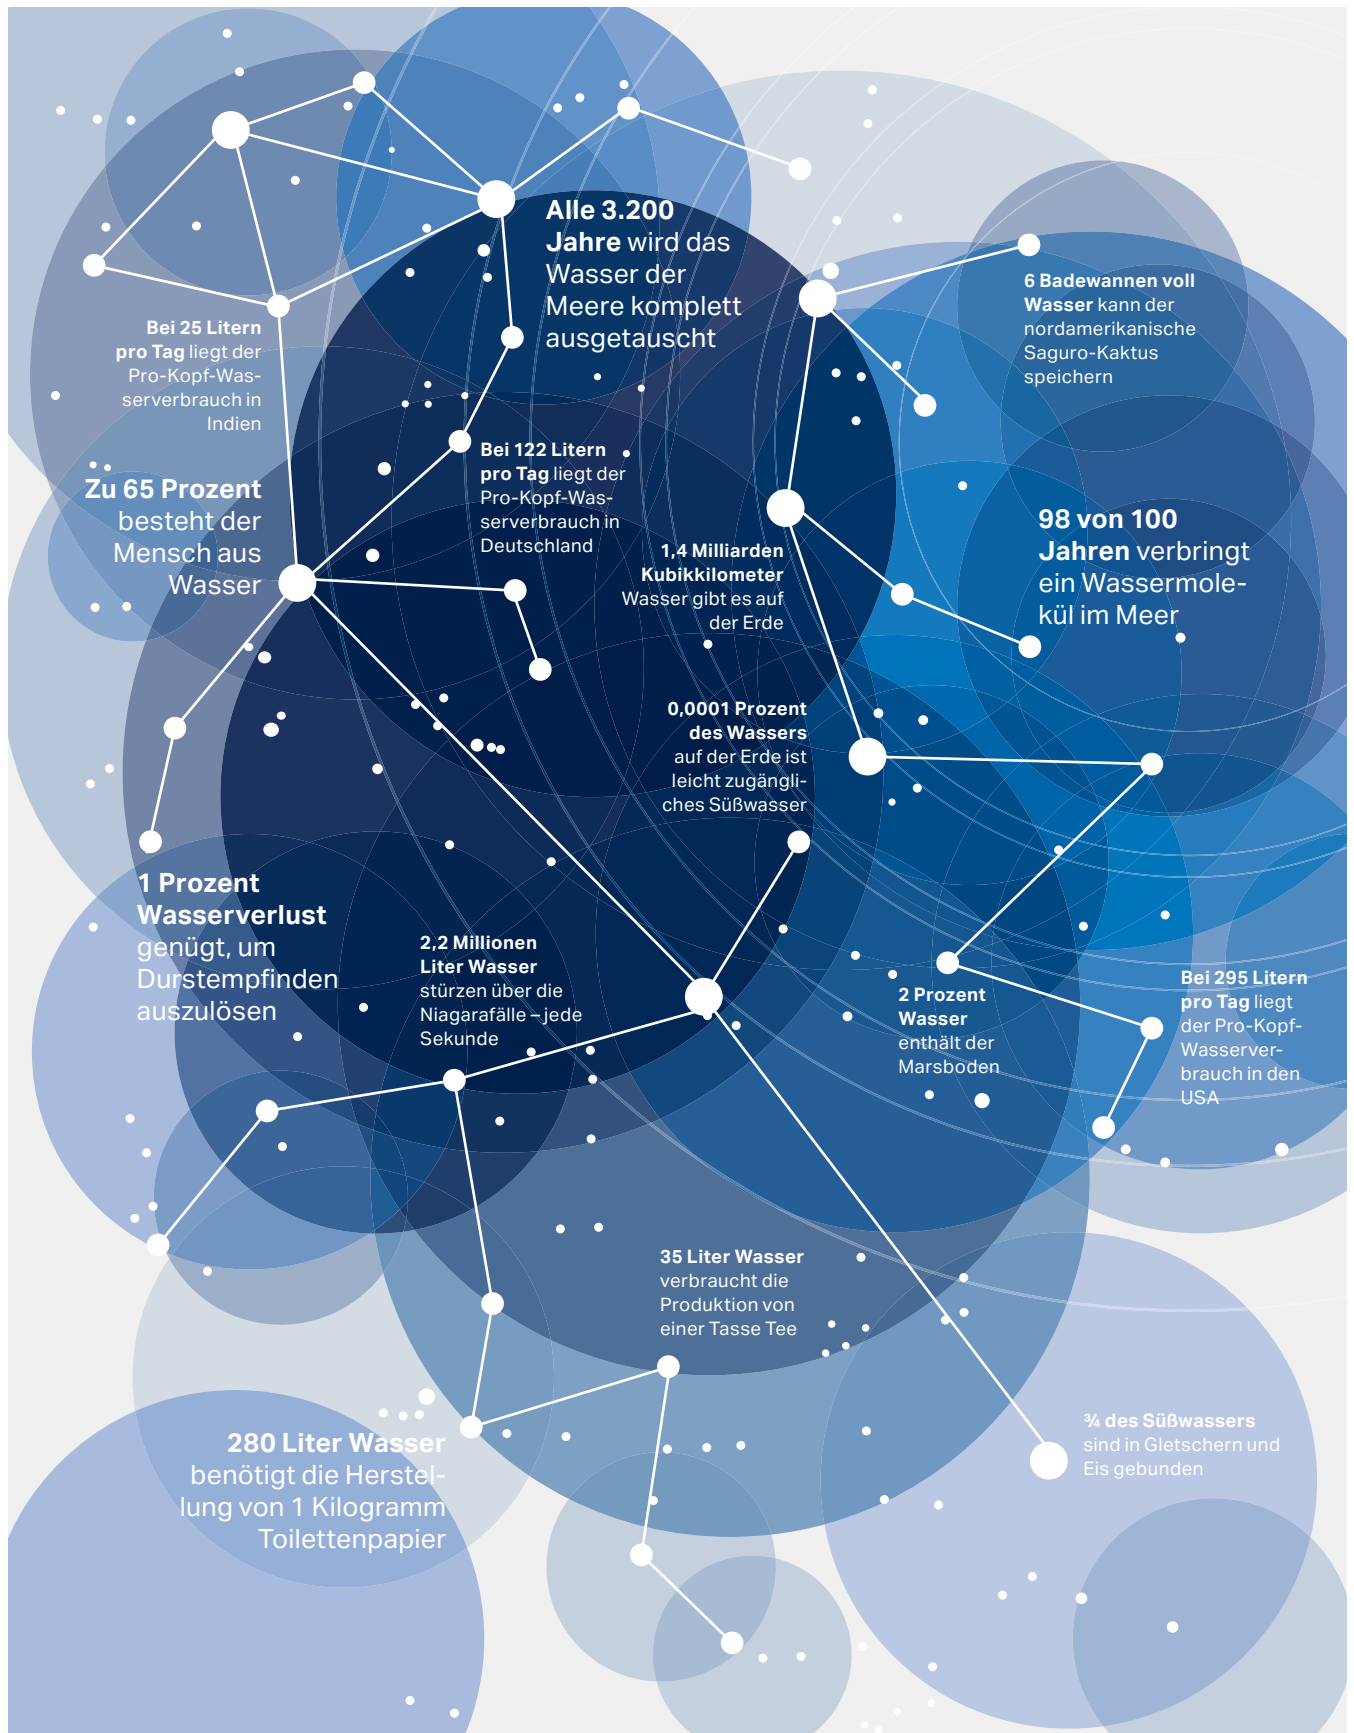 Alle 3.200
Jahre wird das
Wasser der
Meere komplett
ausgetauscht
6 Badewannen voll
Wasser kann der
nordamerikanische
Saguro-Kaktus
speichern
Bei 25 Litern
pro Tag liegt der
Pro-Kopf-Was-
serverbrauch in
Indien
Bei 122 Litern
pro Tag liegt der
Pro-Kopf-Was-
serverbrauch in
Deutschland
Zu 65 Prozent
besteht der
Mensch aus
Wasser
98 von 100
Jahren verbringt
ein Wassermole-
kül im Meer
1,4 Milliarden
Kubikkilometer
Wasser gibt es auf
der Erde
0,0001 Prozent
des Wassers
auf der Erde ist
leicht zugängli-
ches Süßwasser
1 Prozent
Wasserverlust
genügt, um
Durstempfinden
auszulösen
2,2 Millionen
Liter Wasser
stürzen über die
Niagarafälle – jede
Sekunde
2 Prozent
Wasser
enthält der
Marsboden
Bei 295 Litern
pro Tag liegt
der Pro-Kopf-
Wasserver-
brauch in den
USA
35 Liter Wasser
verbraucht die
Produktion von
einer Tasse Tee
280 Liter Wasser
benötigt die Herstel-
lung von 1 Kilogramm
Toilettenpapier
¾ des Süßwassers
sind in Gletschern und
Eis gebunden